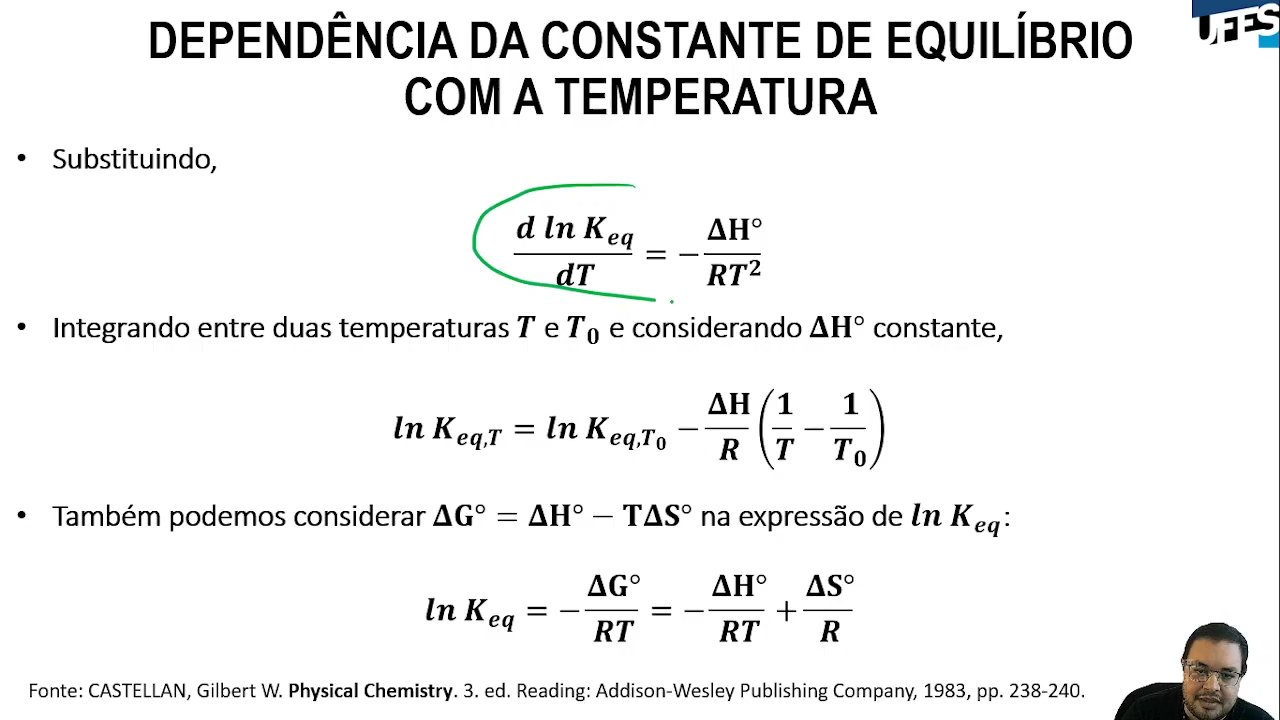 UFES
DEPENDÊNCIA DA CONSTANTE DE EQUILÍBRIO
COM A TEMPERATURA
• Substituindo,
d ln K_eq / dT = − ΔH° / RT²
• Integrando entre duas temperaturas T e T₀ e considerando ΔH° constante,
ln K_eq,T = ln K_eq,T₀ − ΔH/R (1/T − 1/T₀)
• Também podemos considerar ΔG° = ΔH° − TΔS° na expressão de ln K_eq:
ln K_eq = − ΔG°/RT = − ΔH°/RT + ΔS°/R
Fonte: CASTELLAN, Gilbert W. Physical Chemistry. 3. ed. Reading: Addison-Wesley Publishing Company, 1983, pp. 238-240.